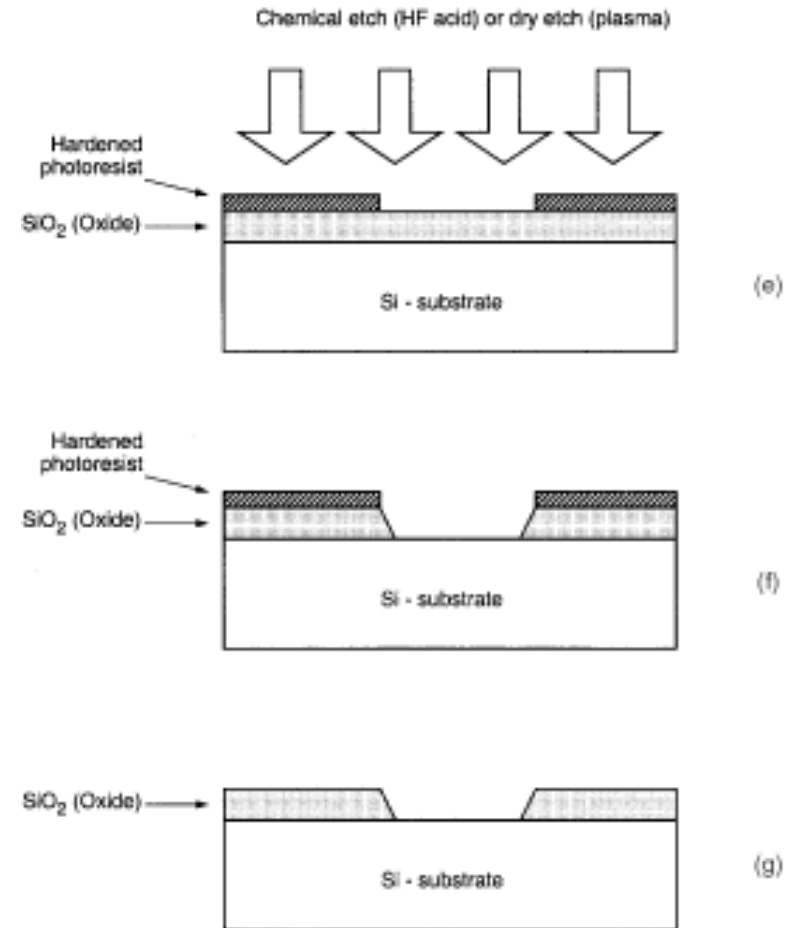 Chemical etch (HF acid) or dry etch (plasma)
Hardened
photoresist
SiO₂ (Oxide)
Si - substrate
(e)
Hardened
photoresist
SiO₂ (Oxide)
Si - substrate
(f)
SiO₂ (Oxide)
Si - substrate
(g)